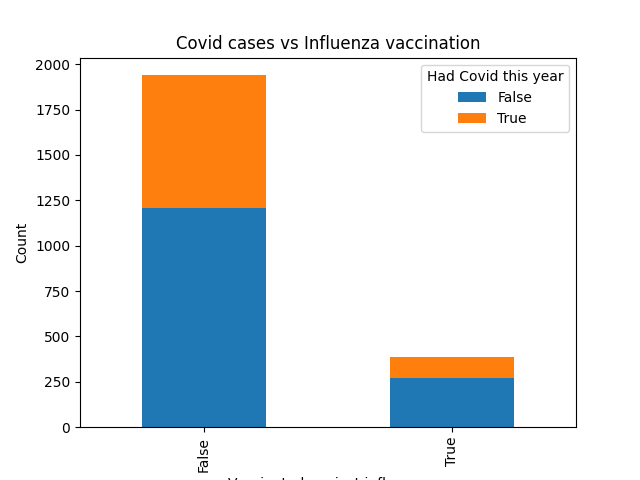 Covid cases vs Influenza vaccination
Had Covid this year
False
True
Count
2000
1750
1500
1250
1000
750
500
250
0
False
True